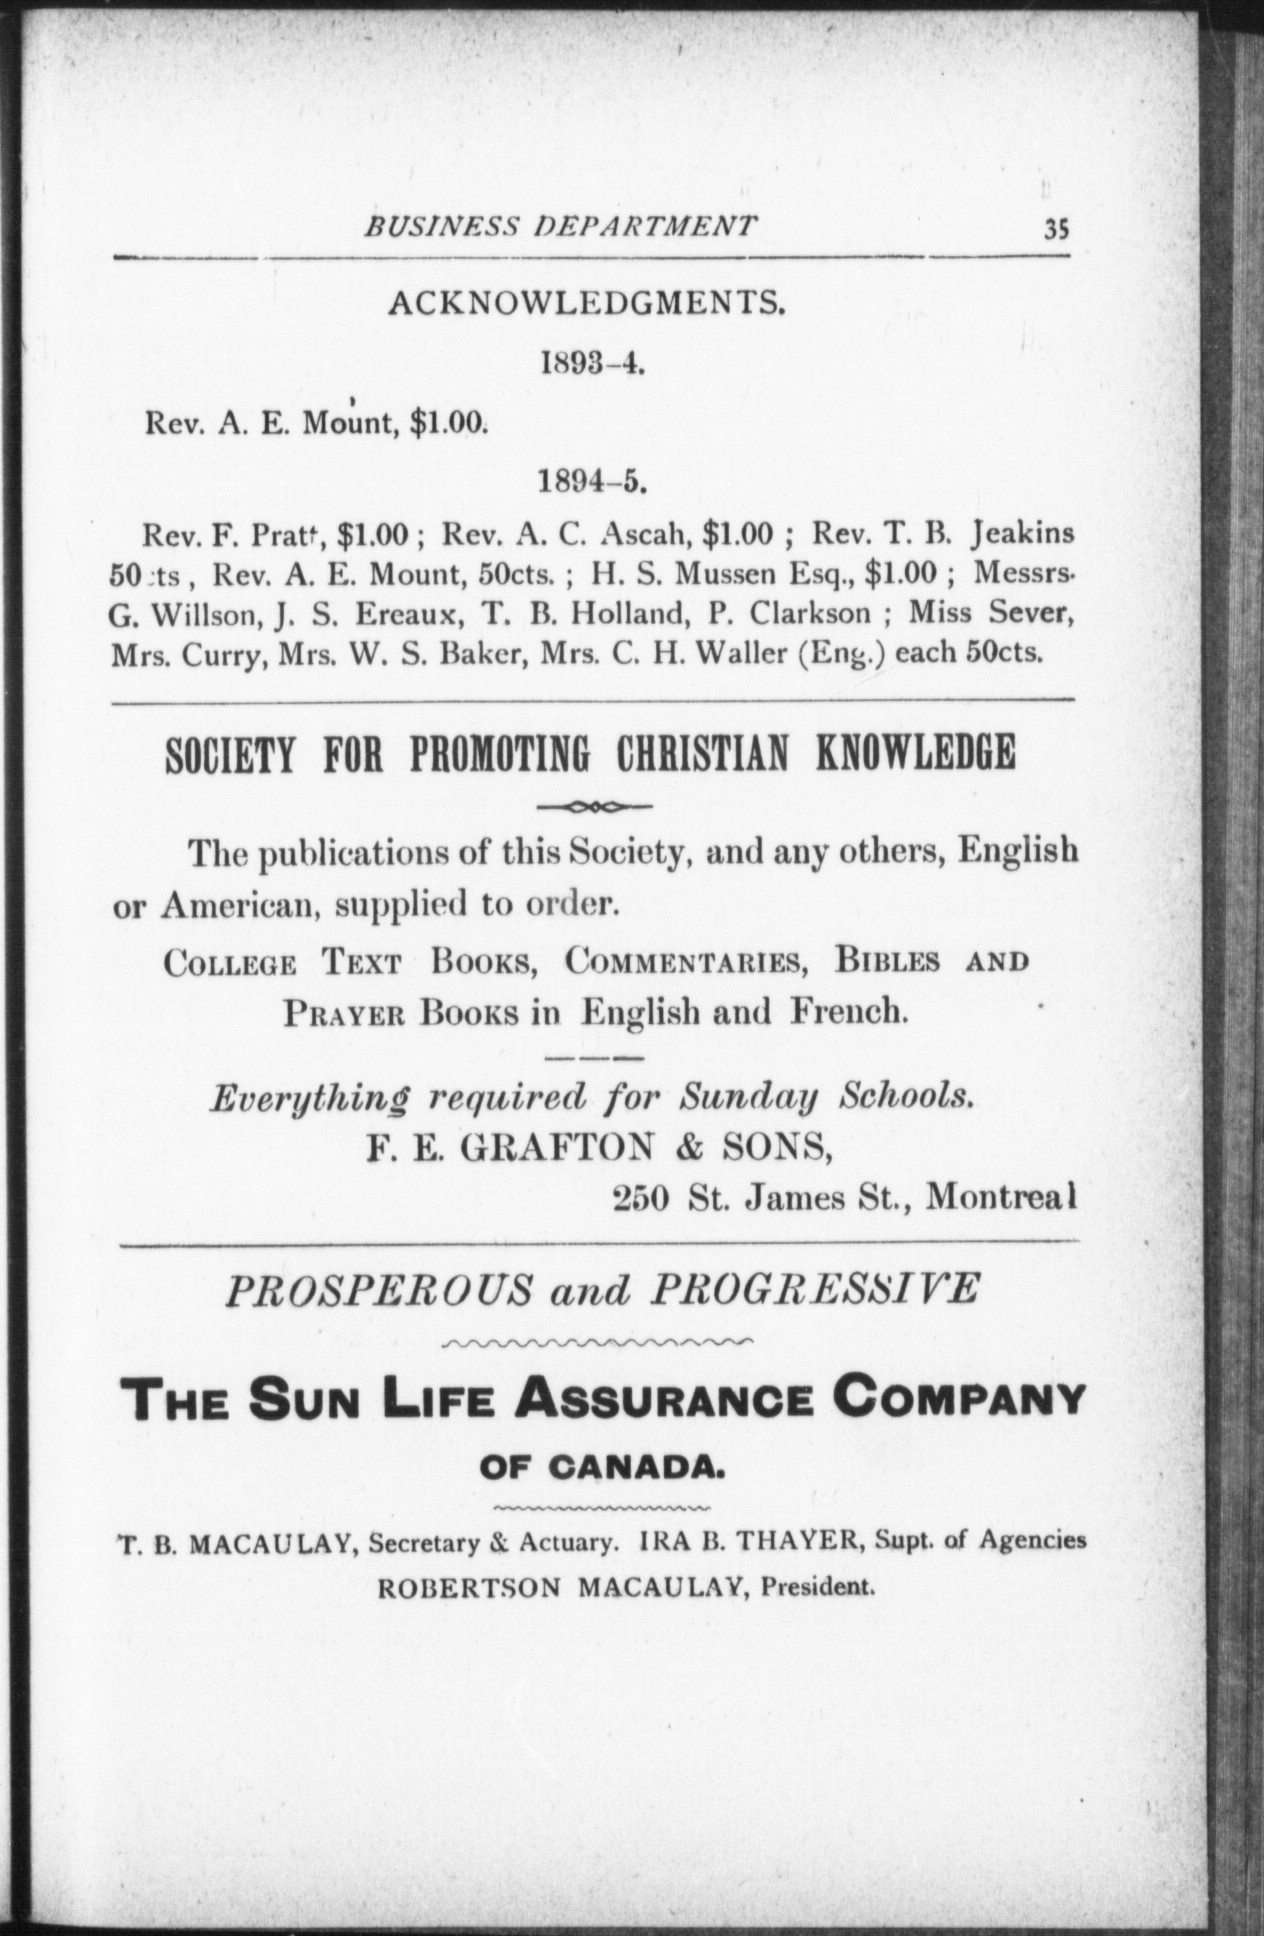 BUSINESS DEPARTMENT 35
ACKNOWLEDGMENTS.
1893-4.
Rev. A. E. Mount, $1.00.
1894-5.
Rev. F. Pratt, $1.00 ; Rev. A. C. Ascah, $1.00 ; Rev. T. B. Jeakins
50 cts , Rev. A. E. Mount, 50cts. ; H. S. Mussen Esq., $1.00 ; Messrs.
G. Willson, J. S. Ereaux, T. B. Holland, P. Clarkson ; Miss Sever,
Mrs. Curry, Mrs. W. S. Baker, Mrs. C. H. Waller (Eng.) each 50cts.
SOCIETY FOR PROMOTING CHRISTIAN KNOWLEDGE
The publications of this Society, and any others, English
or American, supplied to order.
COLLEGE TEXT BOOKS, COMMENTARIES, BIBLES AND
PRAYER BOOKS in English and French.
Everything required for Sunday Schools.
F. E. GRAFTON & SONS,
250 St. James St., Montreal
PROSPEROUS and PROGRESSIVE
THE SUN LIFE ASSURANCE COMPANY
OF CANADA.
T. B. MACAULAY, Secretary & Actuary. IRA B. THAYER, Supt. of Agencies
ROBERTSON MACAULAY, President.